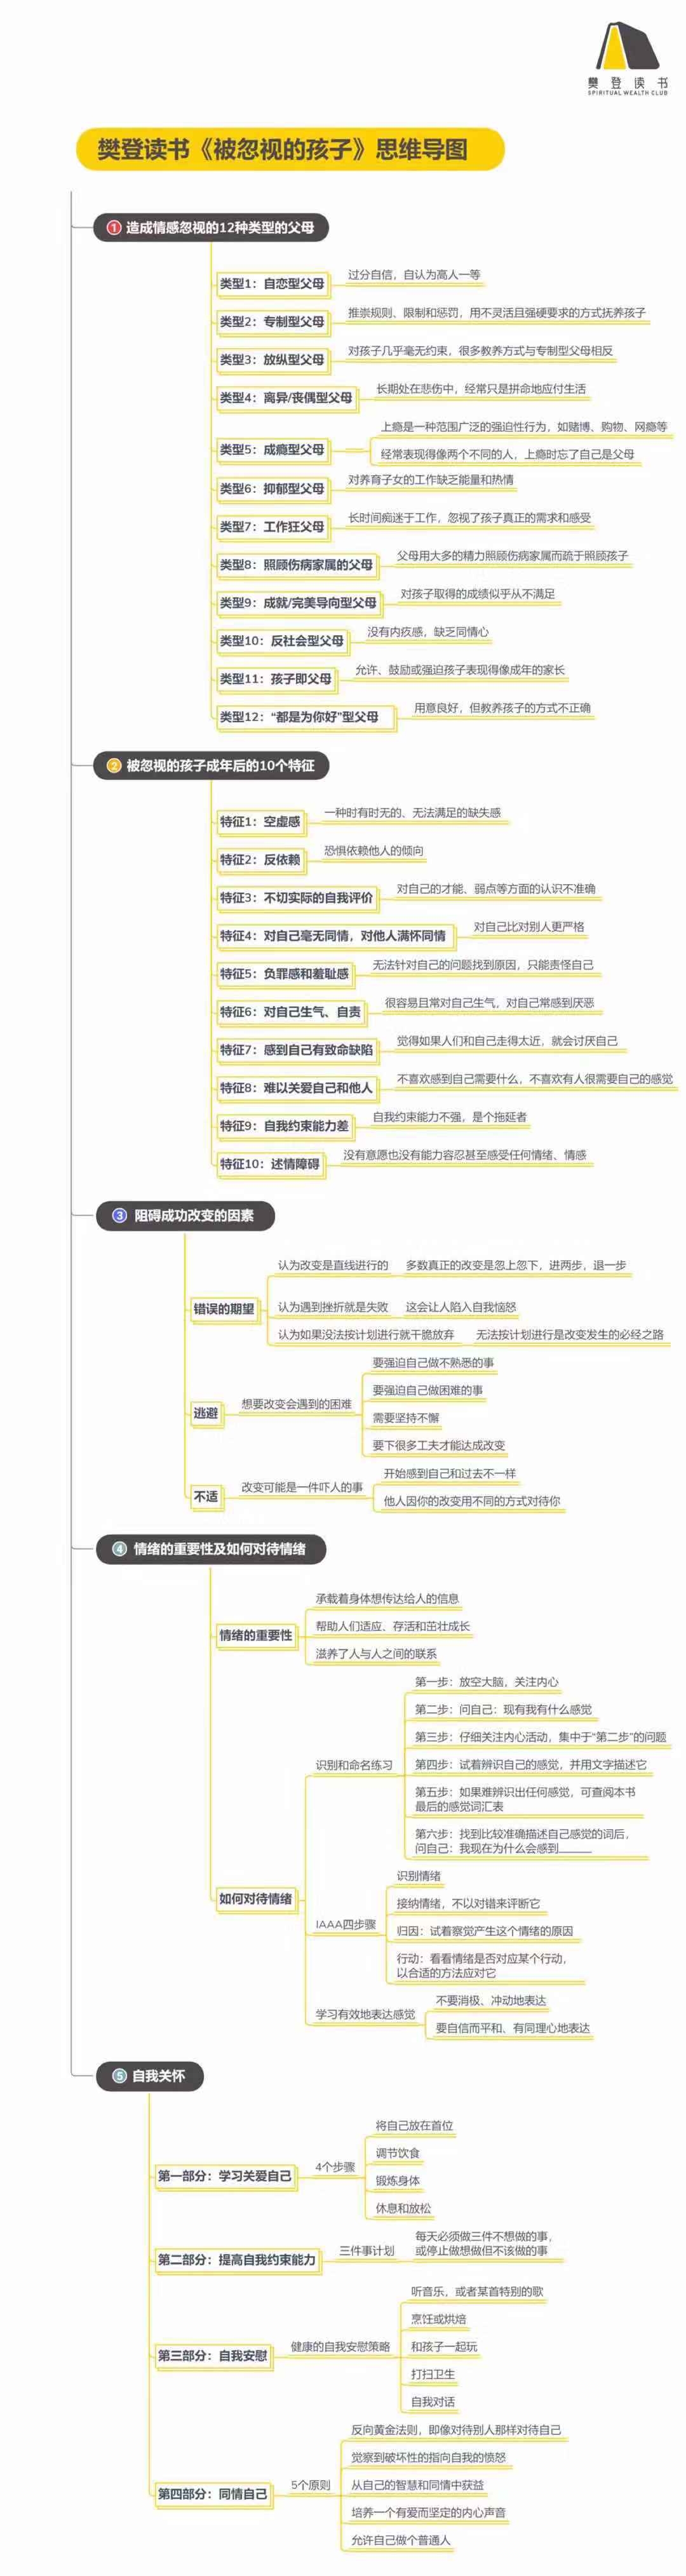 樊登读书
SPIRITUAL WEALTH CLUB
樊登读书《被忽视的孩子》思维导图
① 造成情感忽视的12种类型的父母
类型1：自恋型父母
过分自信，自认为高人一等
类型2：专制型父母
推崇规则、限制和惩罚，用不灵活且强硬要求的方式抚养孩子
类型3：放纵型父母
对孩子几乎毫无约束，很多教养方式与专制型父母相反
类型4：离异/丧偶型父母
长期处在悲伤中，经常只是拼命地应付生活
类型5：成瘾型父母
上瘾是一种范围广泛的强迫性行为，如赌博、购物、网瘾等
经常表现得像两个不同的人，上瘾时忘了自己是父母
类型6：抑郁型父母
对养育子女的工作缺乏能量和热情
类型7：工作狂父母
长时间痴迷于工作，忽视了孩子真正的需求和感受
类型8：照顾伤病家属的父母
父母用大多的精力照顾伤病家属而疏于照顾孩子
类型9：成就/完美导向型父母
对孩子取得的成绩似乎从不满足
类型10：反社会型父母
没有内疚感，缺乏同情心
类型11：孩子即父母
允许、鼓励或强迫孩子表现得像成年的家长
类型12：“都是为你好”型父母
用意良好，但教养孩子的方式不正确
② 被忽视的孩子成年后的10个特征
特征1：空虚感
一种时有时无的、无法满足的缺失感
特征2：反依赖
恐惧依赖他人的倾向
特征3：不切实际的自我评价
对自己的才能、弱点等方面的认识不准确
特征4：对自己毫无同情，对他人满怀同情
对自己比对别人更严格
特征5：负罪感和羞耻感
无法针对自己的问题找到原因，只能责怪自己
特征6：对自己生气、自责
很容易且常对自己生气，对自己常感到厌恶
特征7：感到自己有致命缺陷
觉得如果人们和自己走得太近，就会讨厌自己
特征8：难以关爱自己和他人
不喜欢感到自己需要什么，不喜欢有人很需要自己的感觉
特征9：自我约束能力差
自我约束能力不强，是个拖延者
特征10：述情障碍
没有意愿也没有能力容忍甚至感受任何情绪、情感
③ 阻碍成功改变的因素
错误的期望
认为改变是直线进行的
多数真正的改变是忽上忽下，进两步，退一步
认为遇到挫折就是失败
这会让人陷入自我恼怒
认为如果没法按计划进行就干脆放弃
无法按计划进行是改变发生的必经之路
逃避
想要改变会遇到的困难
要强迫自己做不熟悉的事
要强迫自己做困难的事
需要坚持不懈
要下很多工夫才能达成改变
不适
改变可能是一件吓人的事
开始感到自己和过去不一样
他人因你的改变用不同的方式对待你
④ 情绪的重要性及如何对待情绪
情绪的重要性
承载着身体想传达给人的信息
帮助人们适应、存活和茁壮成长
滋养了人与人之间的联系
如何对待情绪
识别和命名练习
第一步：放空大脑，关注内心
第二步：问自己：现有我有什么感觉
第三步：仔细关注内心活动，集中于“第二步”的问题
第四步：试着辨识自己的感觉，并用文字描述它
第五步：如果难辨识出任何感觉，可查阅本书
最后的感觉词汇表
第六步：找到比较准确描述自己感觉的词后，
问自己：我现在为什么会感到______
IAAA四步骤
识别情绪
接纳情绪，不以对错来评断它
归因：试着察觉产生这个情绪的原因
行动：看看情绪是否对应某个行动，
以合适的方法应对它
学习有效地表达感觉
不要消极、冲动地表达
要自信而平和、有同理心地表达
⑤ 自我关怀
第一部分：学习关爱自己
4个步骤
将自己放在首位
调节饮食
锻炼身体
休息和放松
第二部分：提高自我约束能力
三件事计划
每天必须做三件不想做的事，
或停止做想做但不该做的事
第三部分：自我安慰
健康的自我安慰策略
听音乐，或者某首特别的歌
烹饪或烘焙
和孩子一起玩
打扫卫生
自我对话
第四部分：同情自己
5个原则
反向黄金法则，即像对待别人那样对待自己
觉察到破坏性的指向自我的愤怒
从自己的智慧和同情中获益
培养一个有爱而坚定的内心声音
允许自己做个普通人